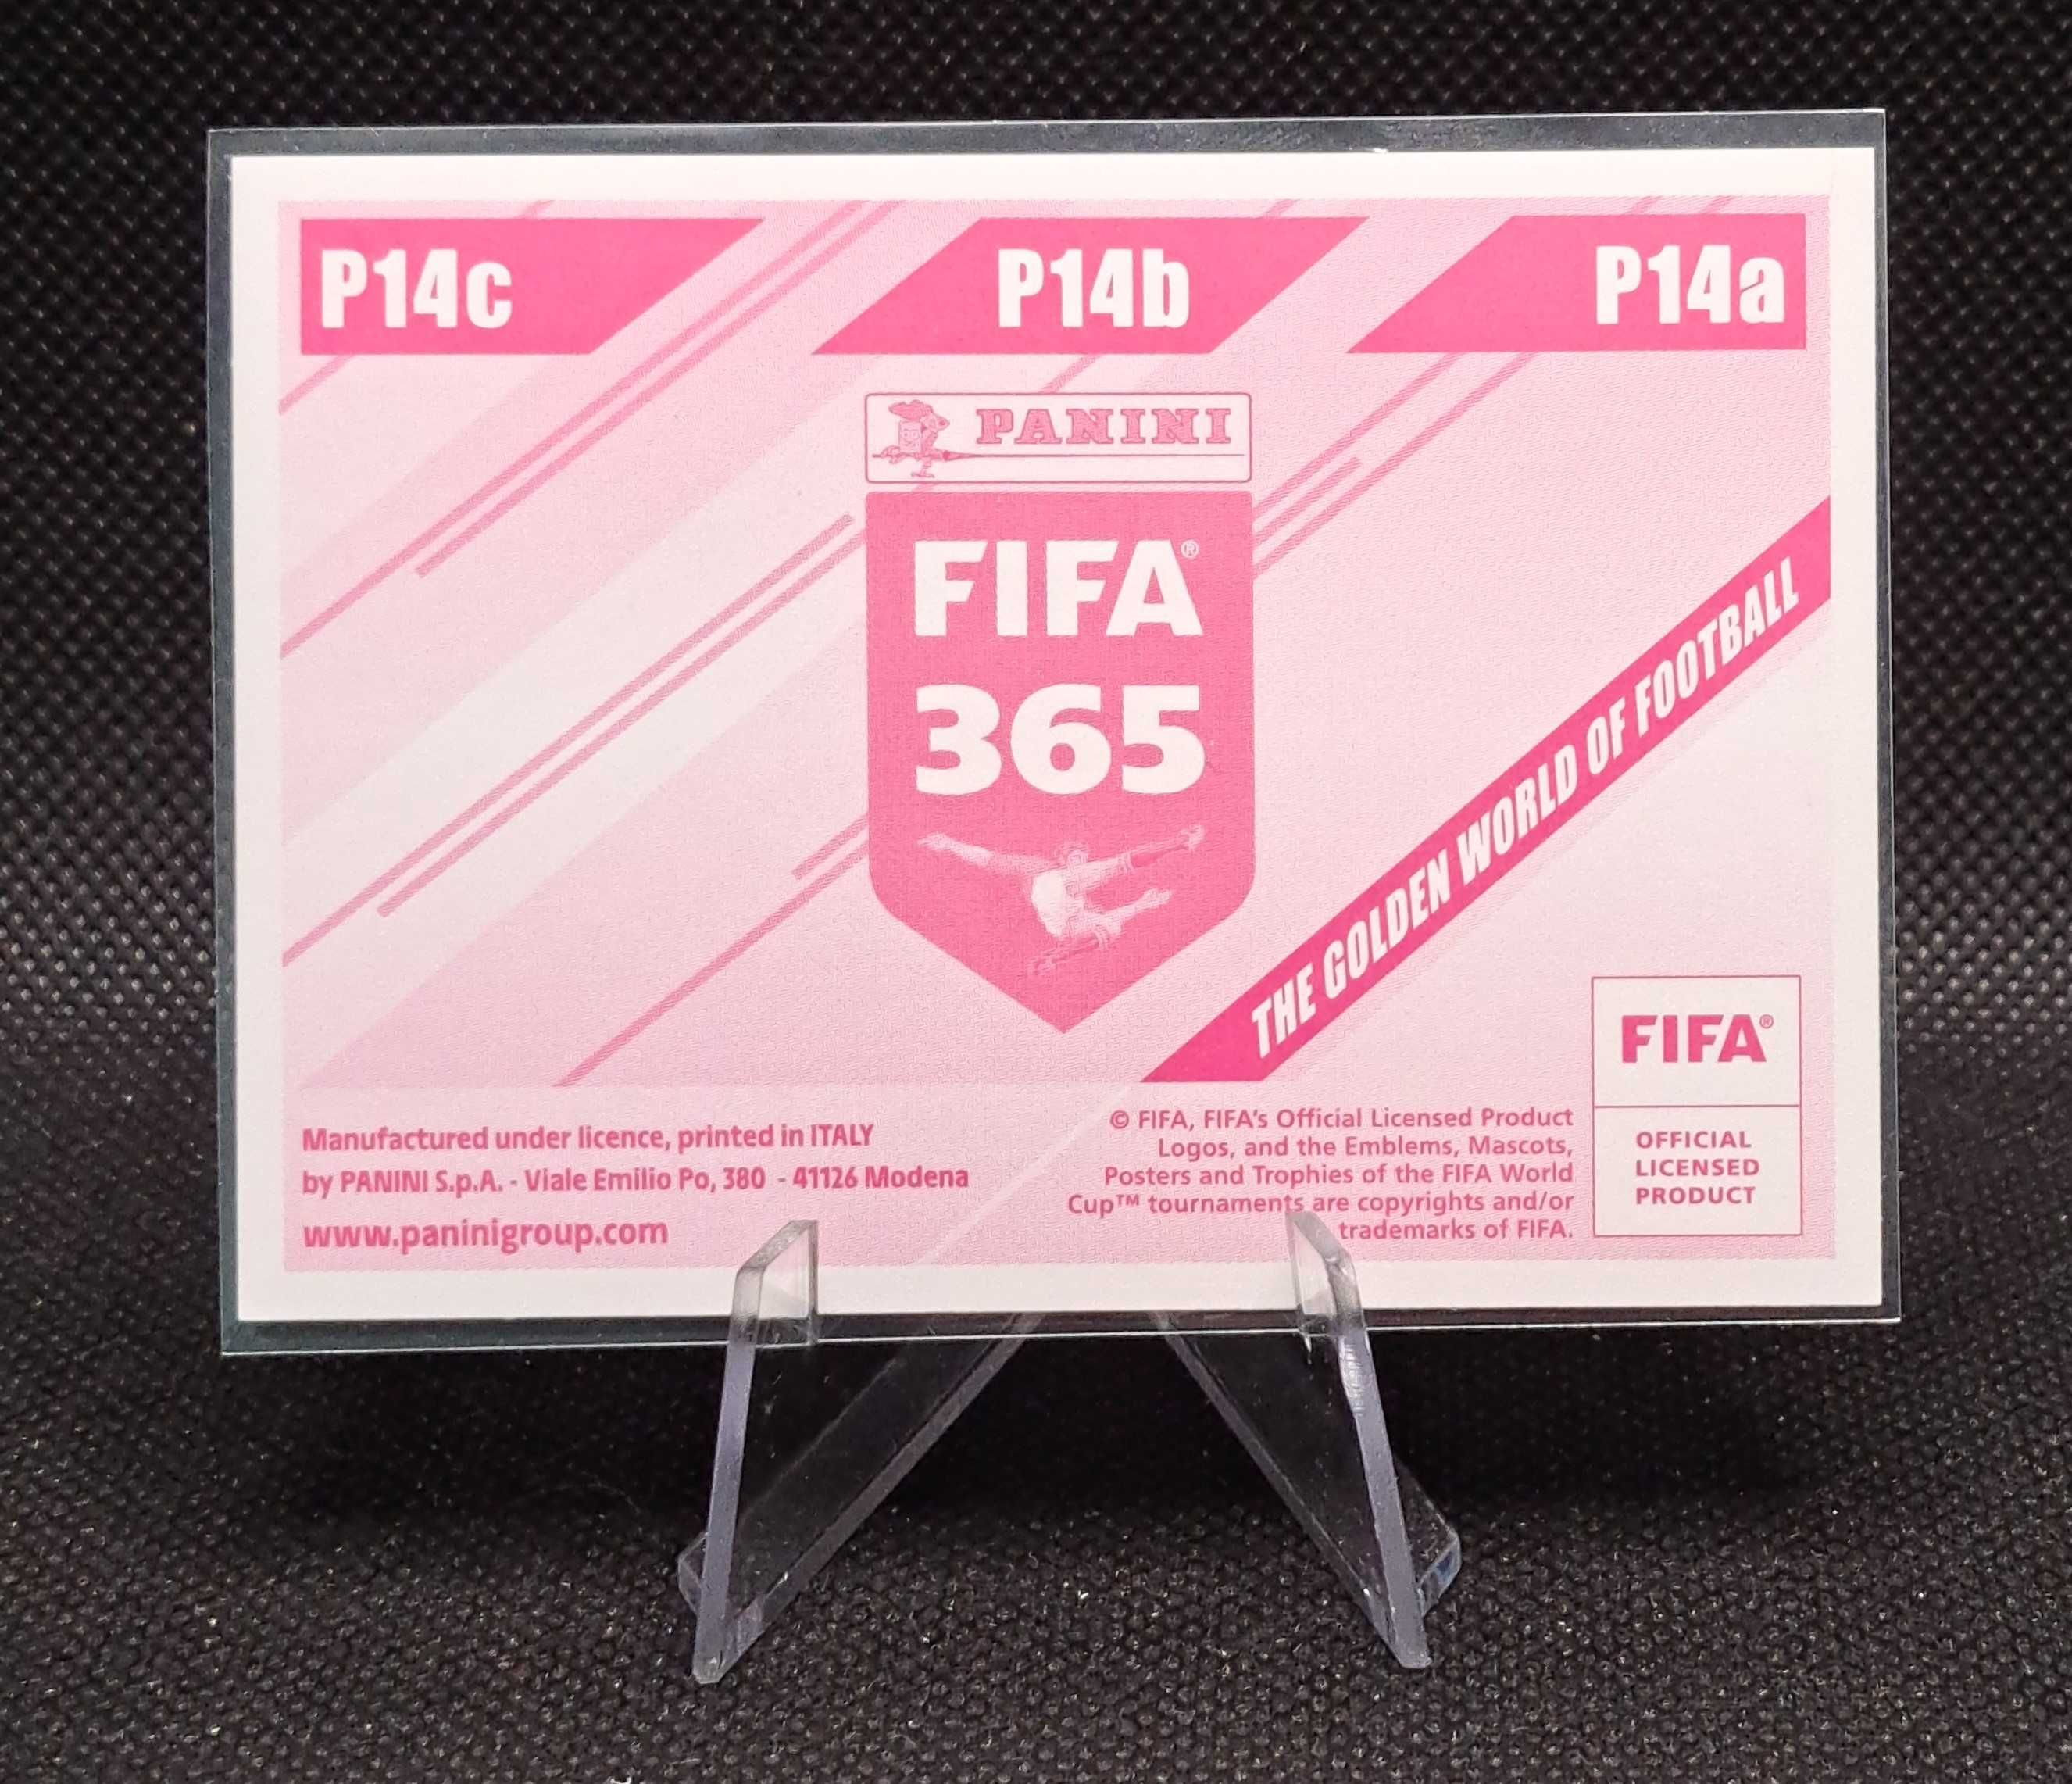 P14c P14b P14a
PANINI
FIFA®
365
THE GOLDEN WORLD OF FOOTBALL
Manufactured under licence, printed in ITALY
by PANINI S.p.A. - Viale Emilio Po, 380 - 41126 Modena
www.paninigroup.com
© FIFA, FIFA's Official Licensed Product
Logos, and the Emblems, Mascots,
Posters and Trophies of the FIFA World
Cup™ tournaments are copyrights and/or
trademarks of FIFA.
FIFA®
OFFICIAL
LICENSED
PRODUCT